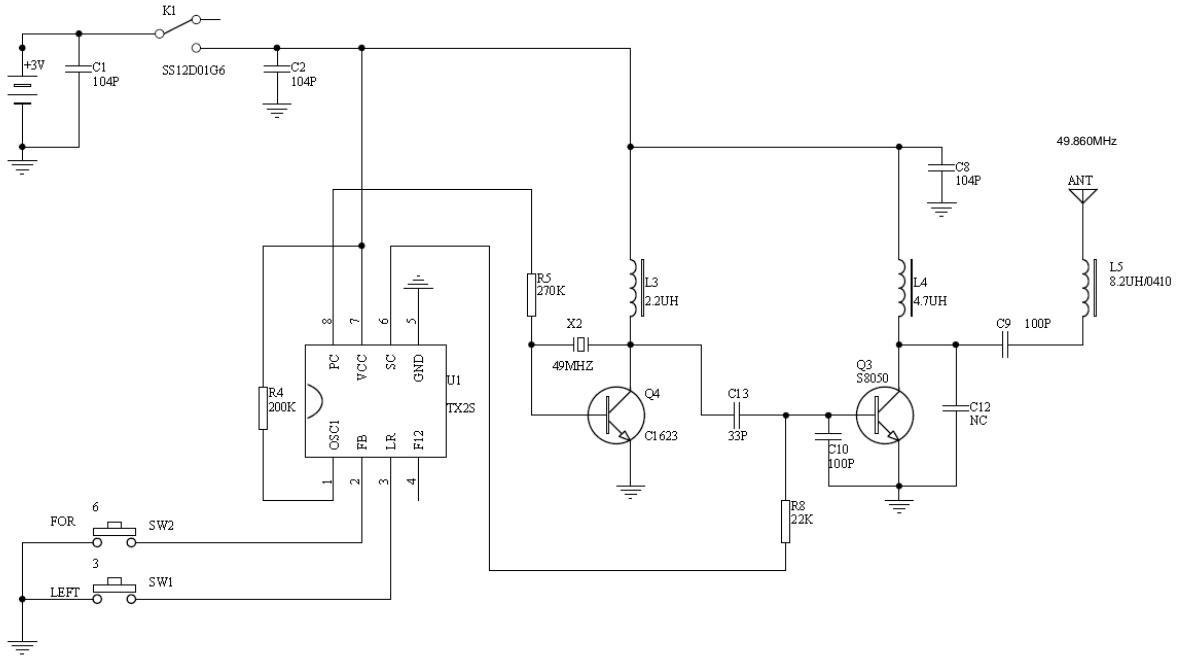 K1
+3V
C1
104P
SS12D01G6
C2
104P
49.860MHz
C8
104P
ANT
R5
270K
L3
2.2UH
L4
4.7UH
L5
8.2UH/0410
8
7
6
5
PC
VCC
SC
GND
U1
TX2S
X2
49MHZ
C9
100P
R4
200K
OSC1
FB
LR
F12
1
2
3
4
Q4
C1623
C13
33P
Q3
S8050
C12
NC
C10
100P
R8
22K
6
FOR
SW2
3
LEFT
SW1